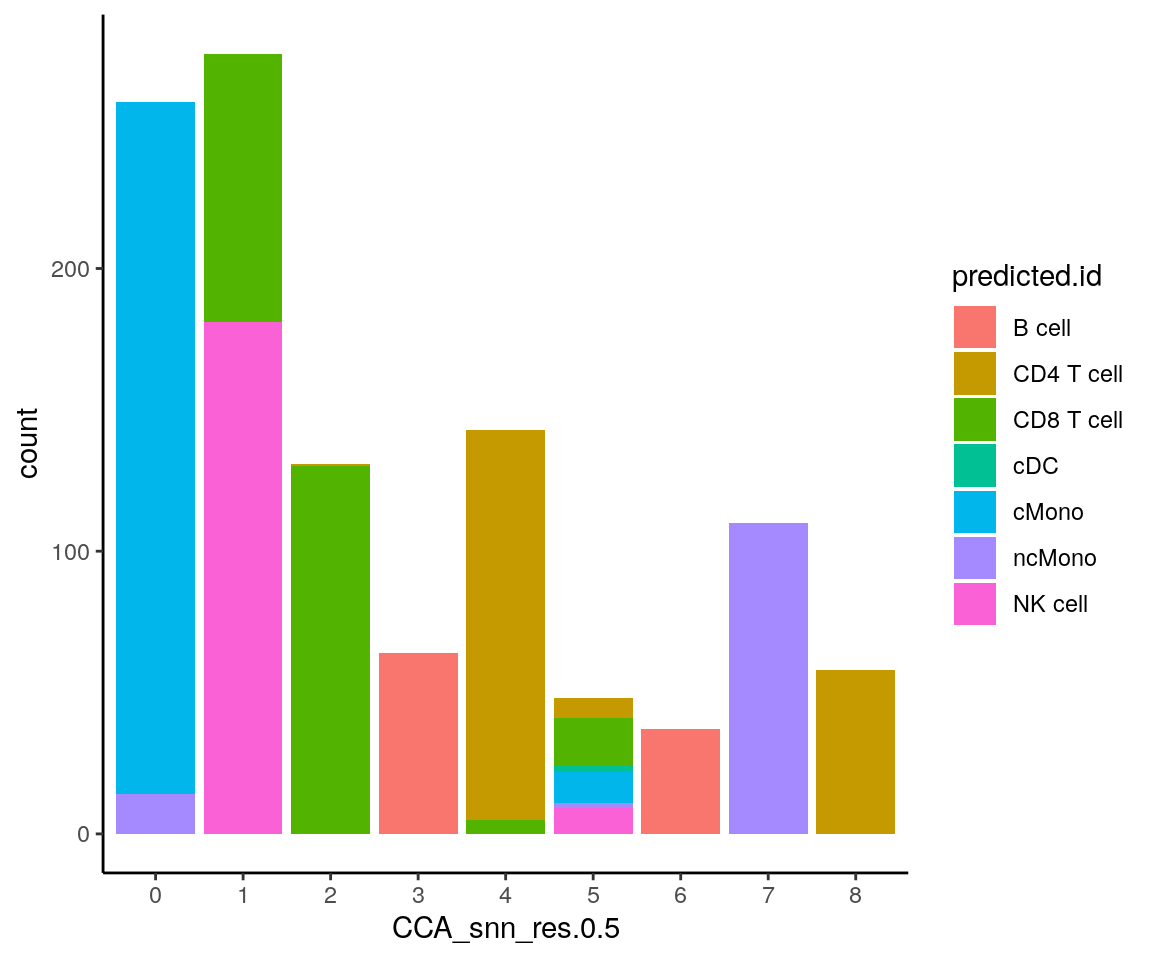 200
100
0
count
0 1 2 3 4 5 6 7 8
CCA_snn_res.0.5
predicted.id
B cell
CD4 T cell
CD8 T cell
cDC
cMono
ncMono
NK cell